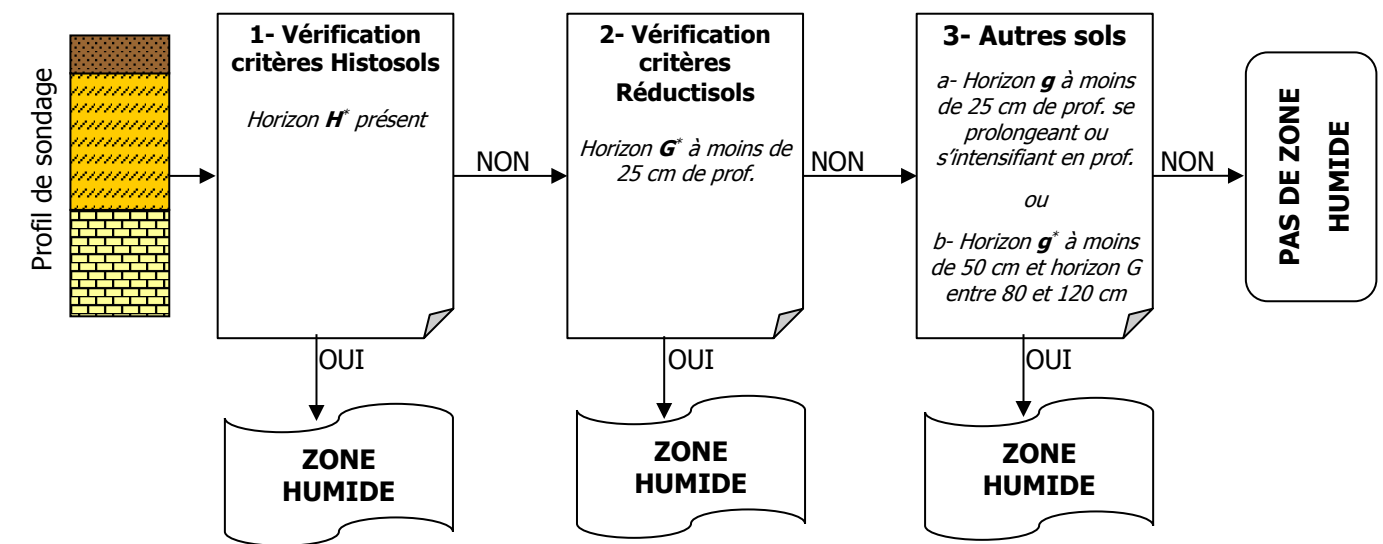 Profil de sondage
1- Vérification
critères Histosols
Horizon H* présent
NON
OUI
ZONE
HUMIDE
2- Vérification
critères
Réductisols
Horizon G* à moins de
25 cm de prof.
NON
OUI
ZONE
HUMIDE
3- Autres sols
a- Horizon g à moins
de 25 cm de prof. se
prolongeant ou
s'intensifiant en prof.
ou
b- Horizon g* à moins
de 50 cm et horizon G
entre 80 et 120 cm
NON
OUI
ZONE
HUMIDE
PAS DE ZONE
HUMIDE